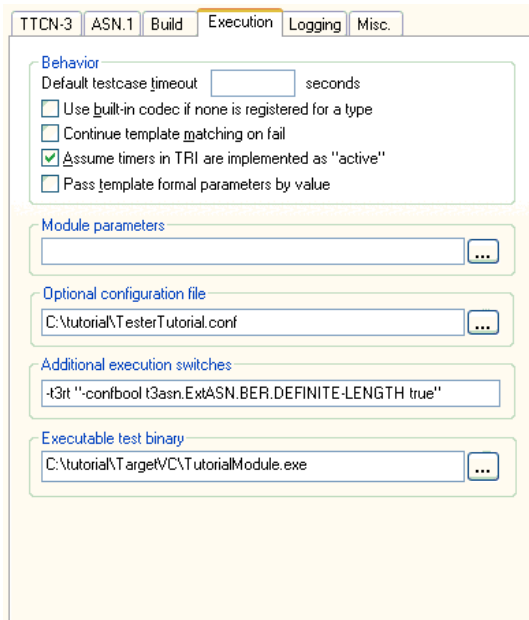 TTCN-3 ASN.1 Build Execution Logging Misc.
Behavior
Default testcase timeout seconds
Use built-in codec if none is registered for a type
Continue template matching on fail
Assume timers in TRI are implemented as "active"
Pass template formal parameters by value
Module parameters
...
Optional configuration file
C:\tutorial\TesterTutorial.conf ...
Additional execution switches
-t3rt "-confbool t3asn.ExtASN.BER.DEFINITE-LENGTH true"
Executable test binary
C:\tutorial\TargetVC\TutorialModule.exe ...